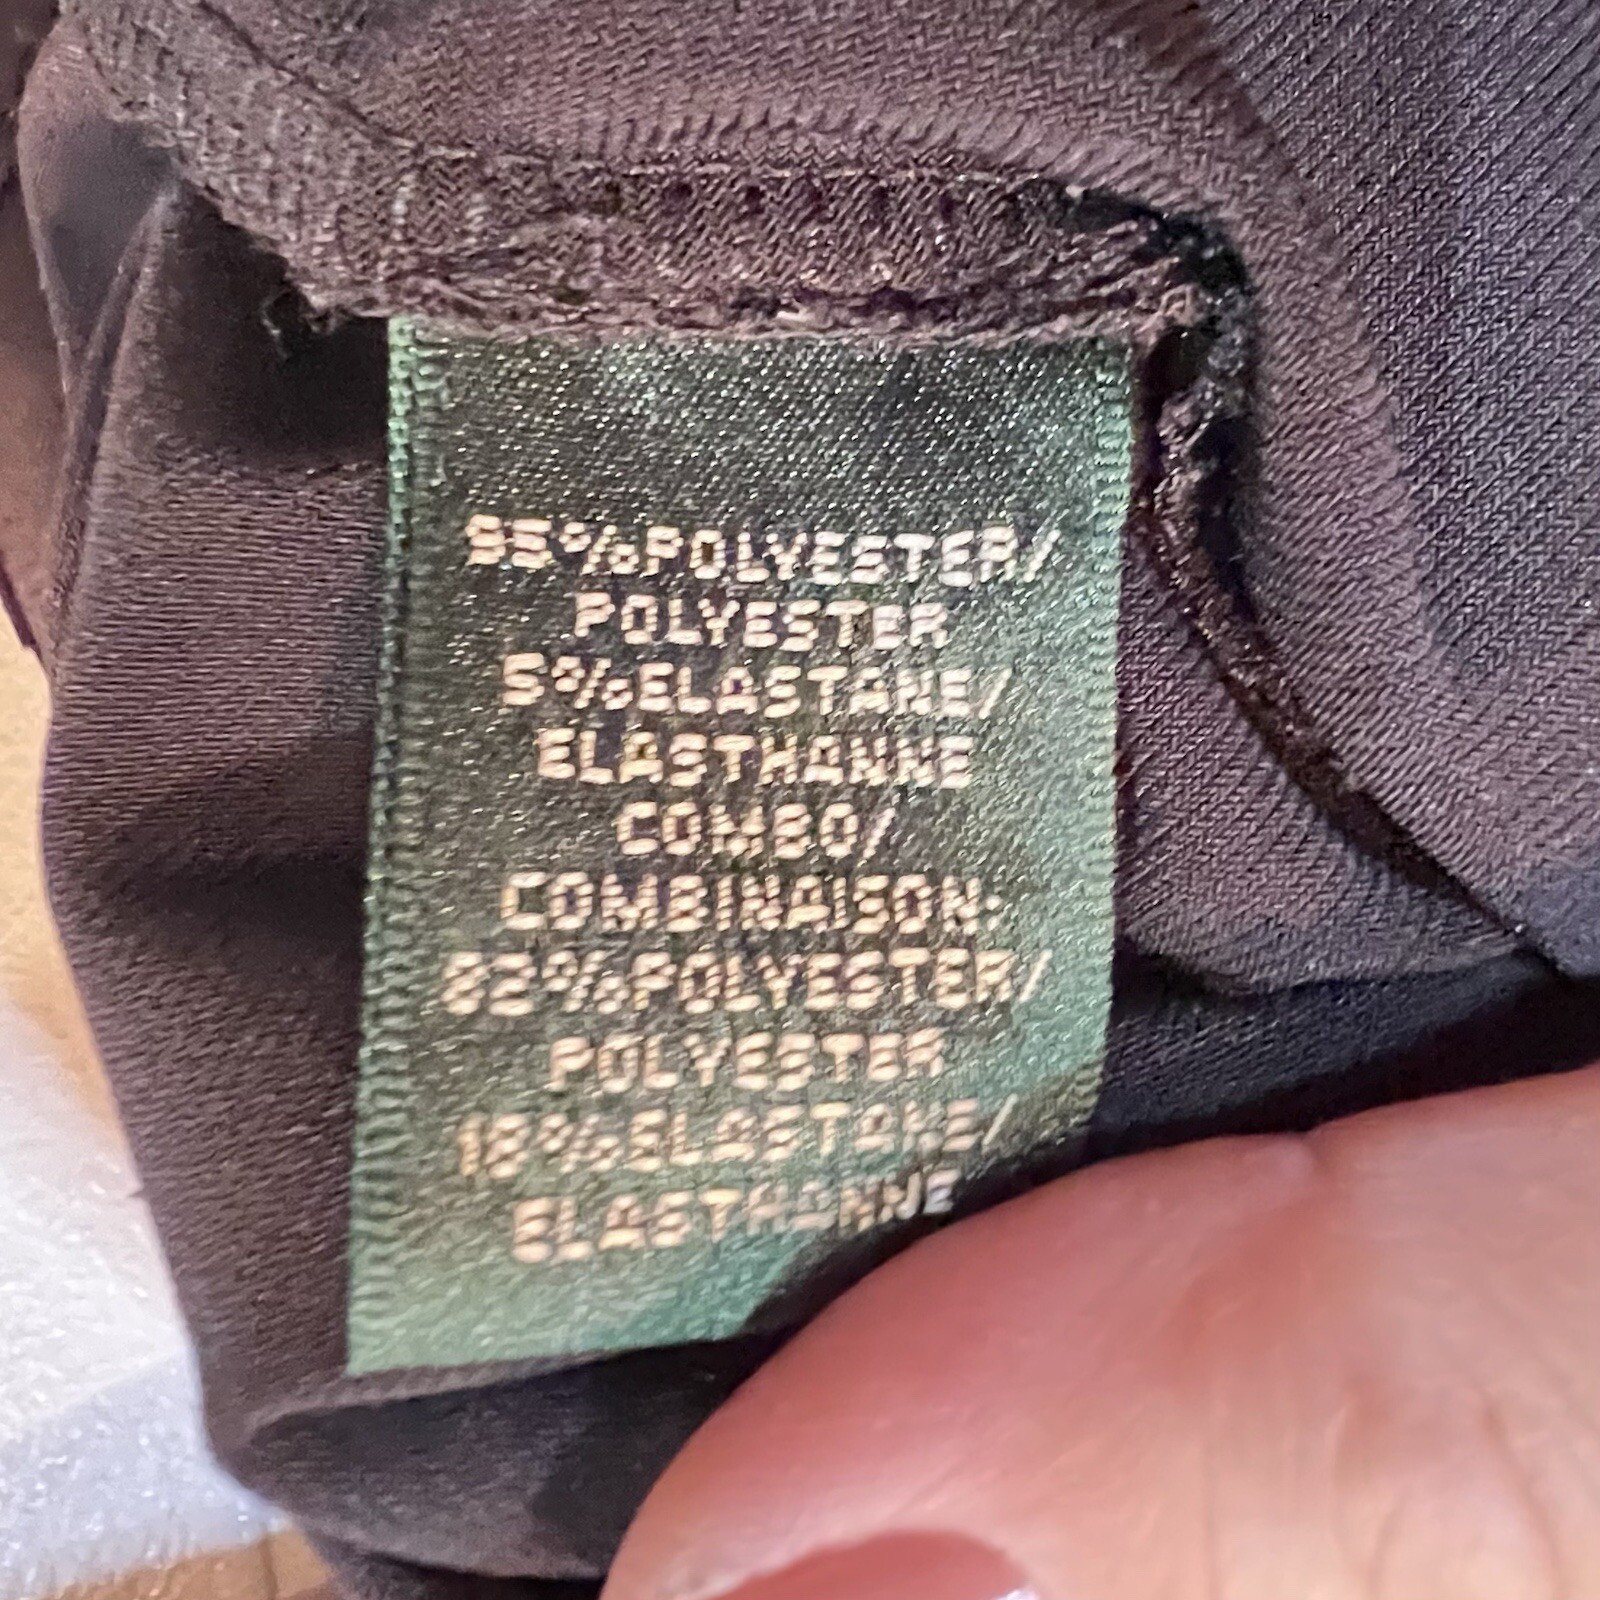 95%POLYESTER/
POLYESTER
5%ELASTANE/
ELASTHANNE
COMBO/
COMBINAISON:
82%POLYESTER/
POLYESTER
18%ELASTANE/
ELASTHANNE